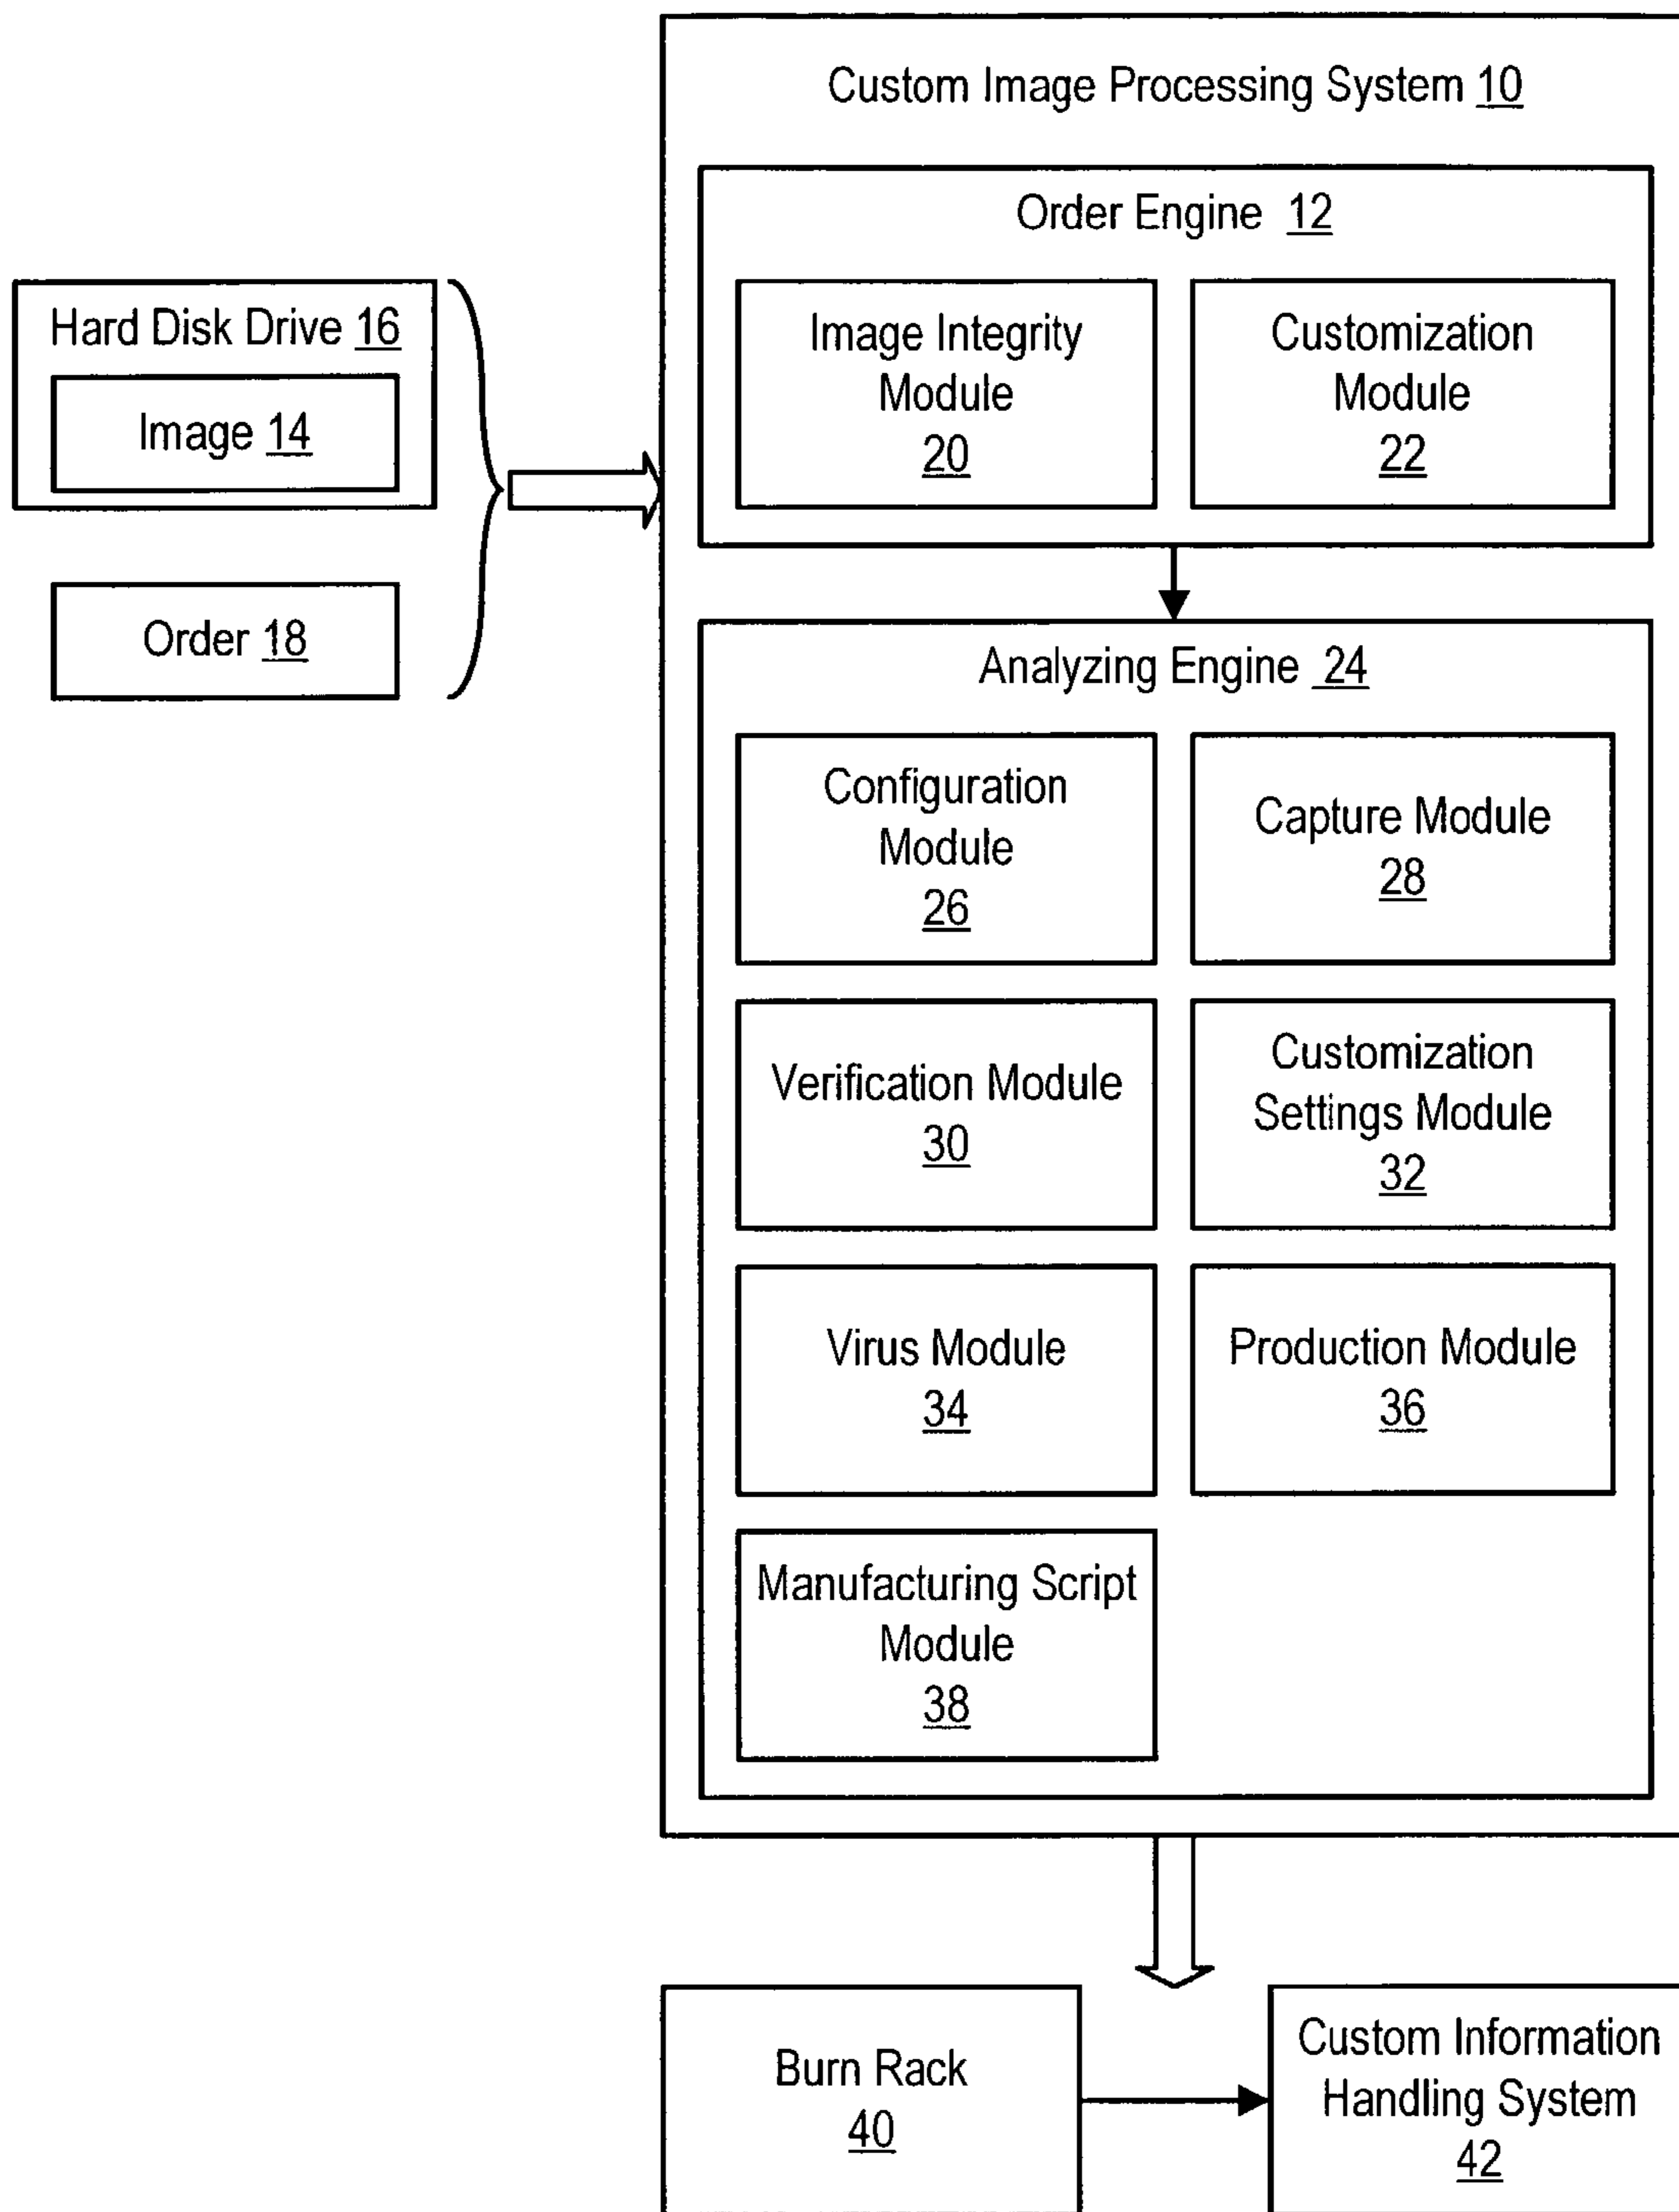 Custom Image Processing System 10
Order Engine 12
Image Integrity
Module
20
Customization
Module
22
Hard Disk Drive 16
Image 14
Order 18
Analyzing Engine 24
Configuration
Module
26
Capture Module
28
Verification Module
30
Customization
Settings Module
32
Virus Module
34
Production Module
36
Manufacturing Script
Module
38
Burn Rack
40
Custom Information
Handling System
42